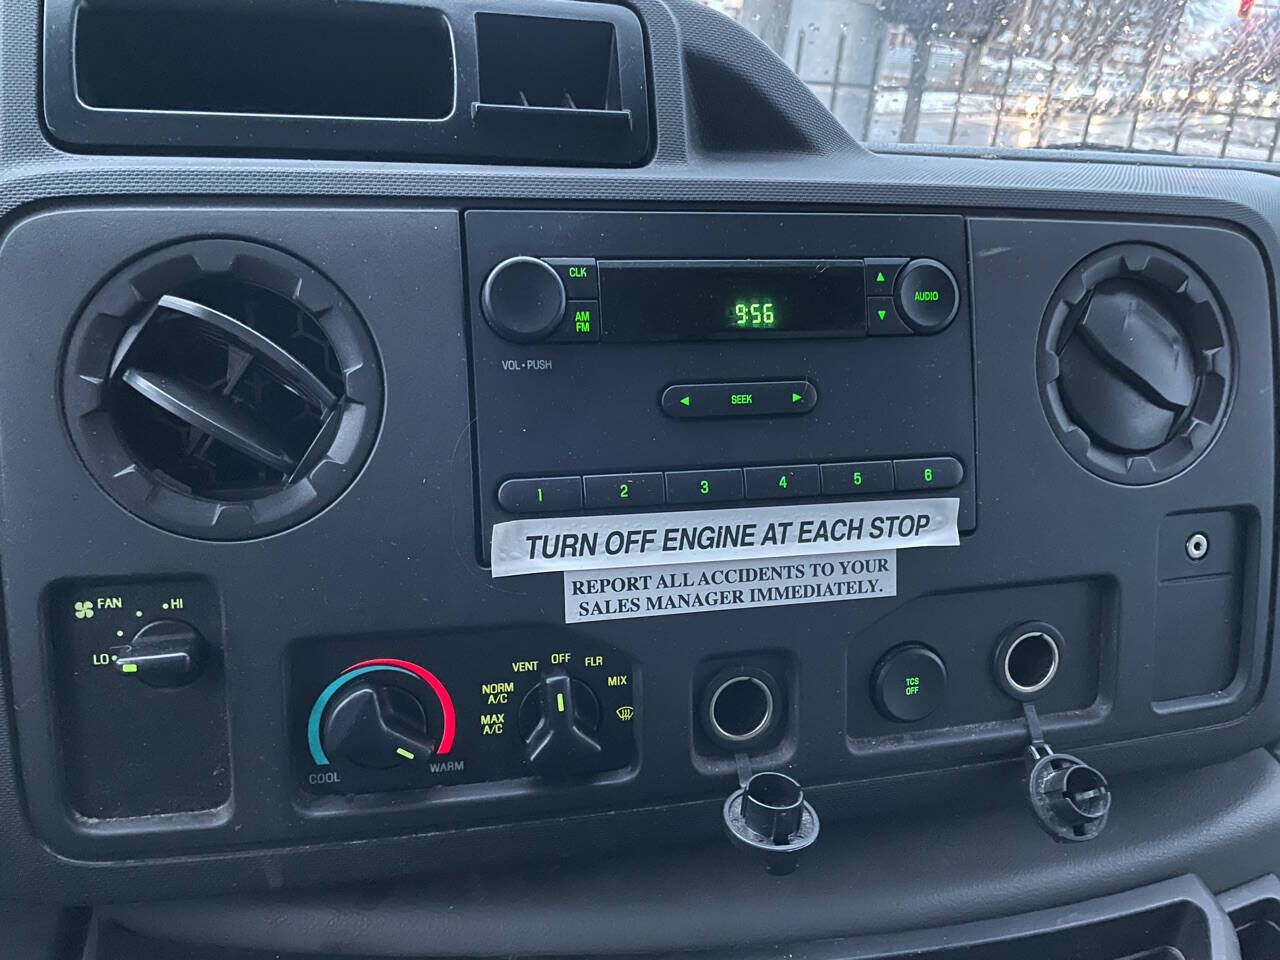 CLK
AM
FM
9:56
AUDIO
VOL•PUSH
SEEK
1 2 3 4 5 6
TURN OFF ENGINE AT EACH STOP
REPORT ALL ACCIDENTS TO YOUR
SALES MANAGER IMMEDIATELY.
FAN
HI
LO
COOL
WARM
OFF
VENT
FLR
NORM
A/C
MIX
MAX
A/C
TCS
OFF